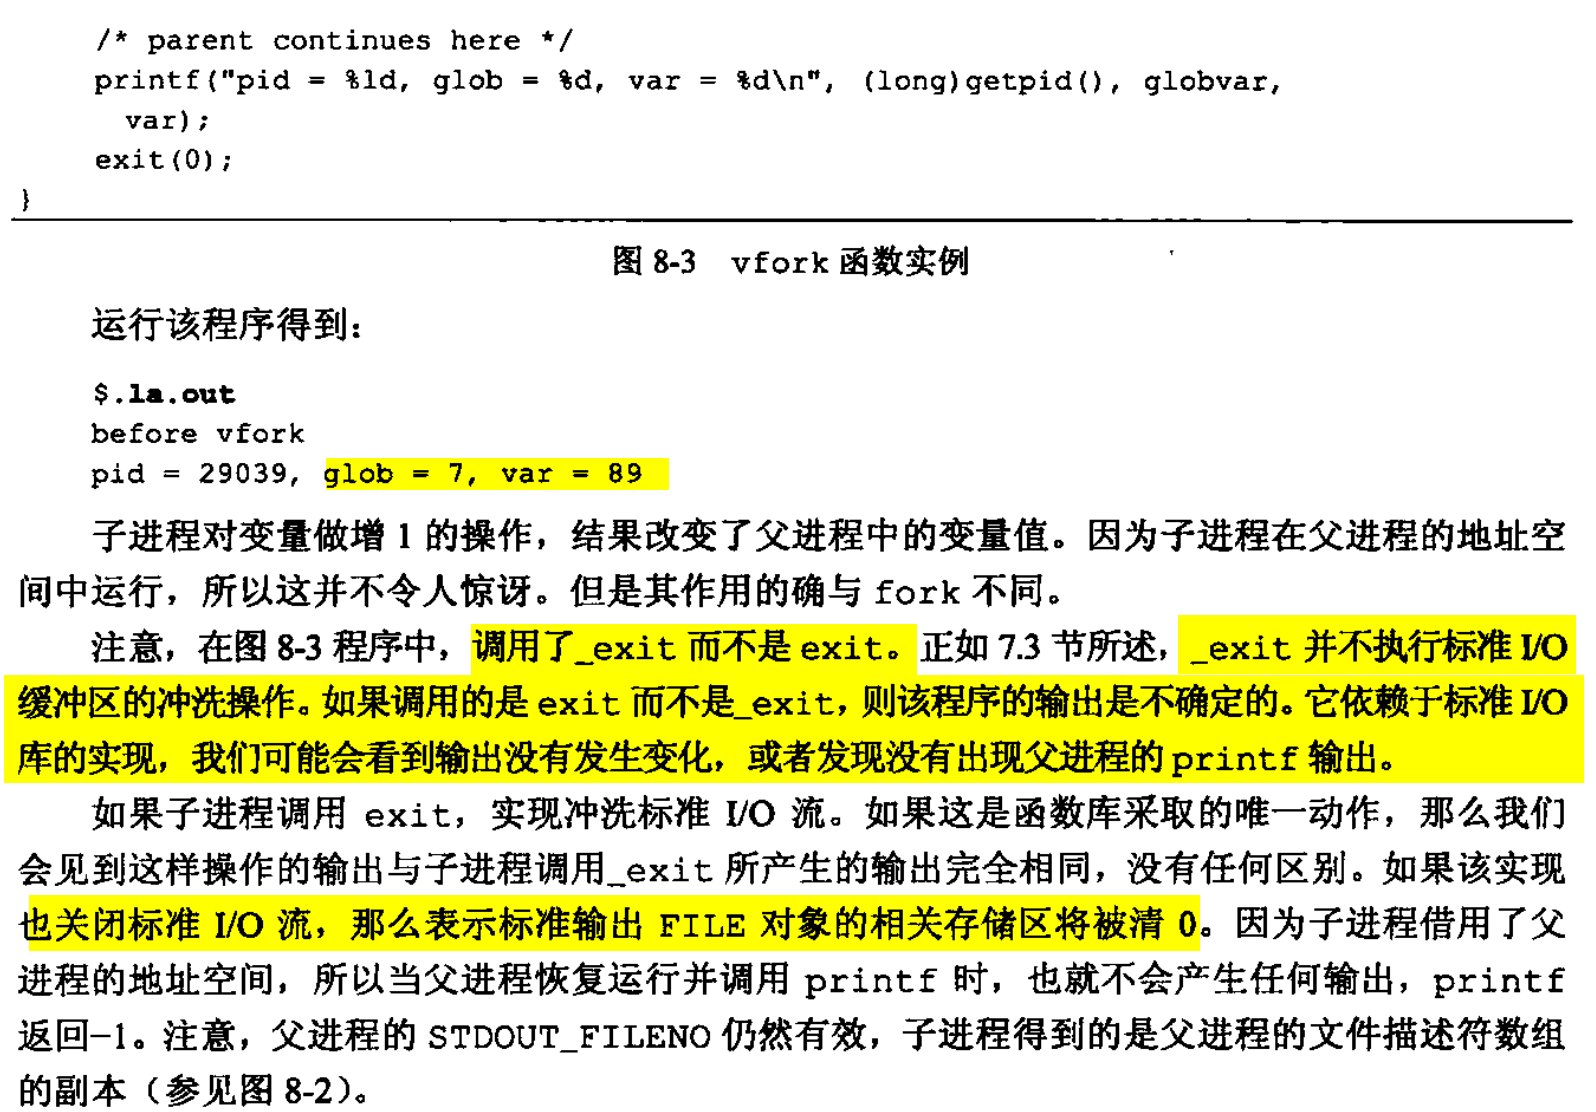 /* parent continues here */
printf("pid = %ld, glob = %d, var = %d\n", (long)getpid(), globvar,
var);
exit(0);
}
图 8-3 vfork 函数实例
运行该程序得到：
$.la.out
before vfork
pid = 29039, glob = 7, var = 89
子进程对变量做增 1 的操作，结果改变了父进程中的变量值。因为子进程在父进程的地址空
间中运行，所以这并不令人惊讶。但是其作用的确与 fork 不同。
注意，在图 8-3 程序中，调用了_exit 而不是 exit。正如 7.3 节所述，_exit 并不执行标准 I/O
缓冲区的冲洗操作。如果调用的是 exit 而不是_exit，则该程序的输出是不确定的。它依赖于标准 I/O
库的实现，我们可能会看到输出没有发生变化，或者发现没有出现父进程的 printf 输出。
如果子进程调用 exit，实现冲洗标准 I/O 流。如果这是函数库采取的唯一动作，那么我们
会见到这样操作的输出与子进程调用_exit 所产生的输出完全相同，没有任何区别。如果该实现
也关闭标准 I/O 流，那么表示标准输出 FILE 对象的相关存储区将被清 0。因为子进程借用了父
进程的地址空间，所以当父进程恢复运行并调用 printf 时，也就不会产生任何输出，printf
返回–1。注意，父进程的 STDOUT_FILENO 仍然有效，子进程得到的是父进程的文件描述符数组
的副本（参见图 8-2）。